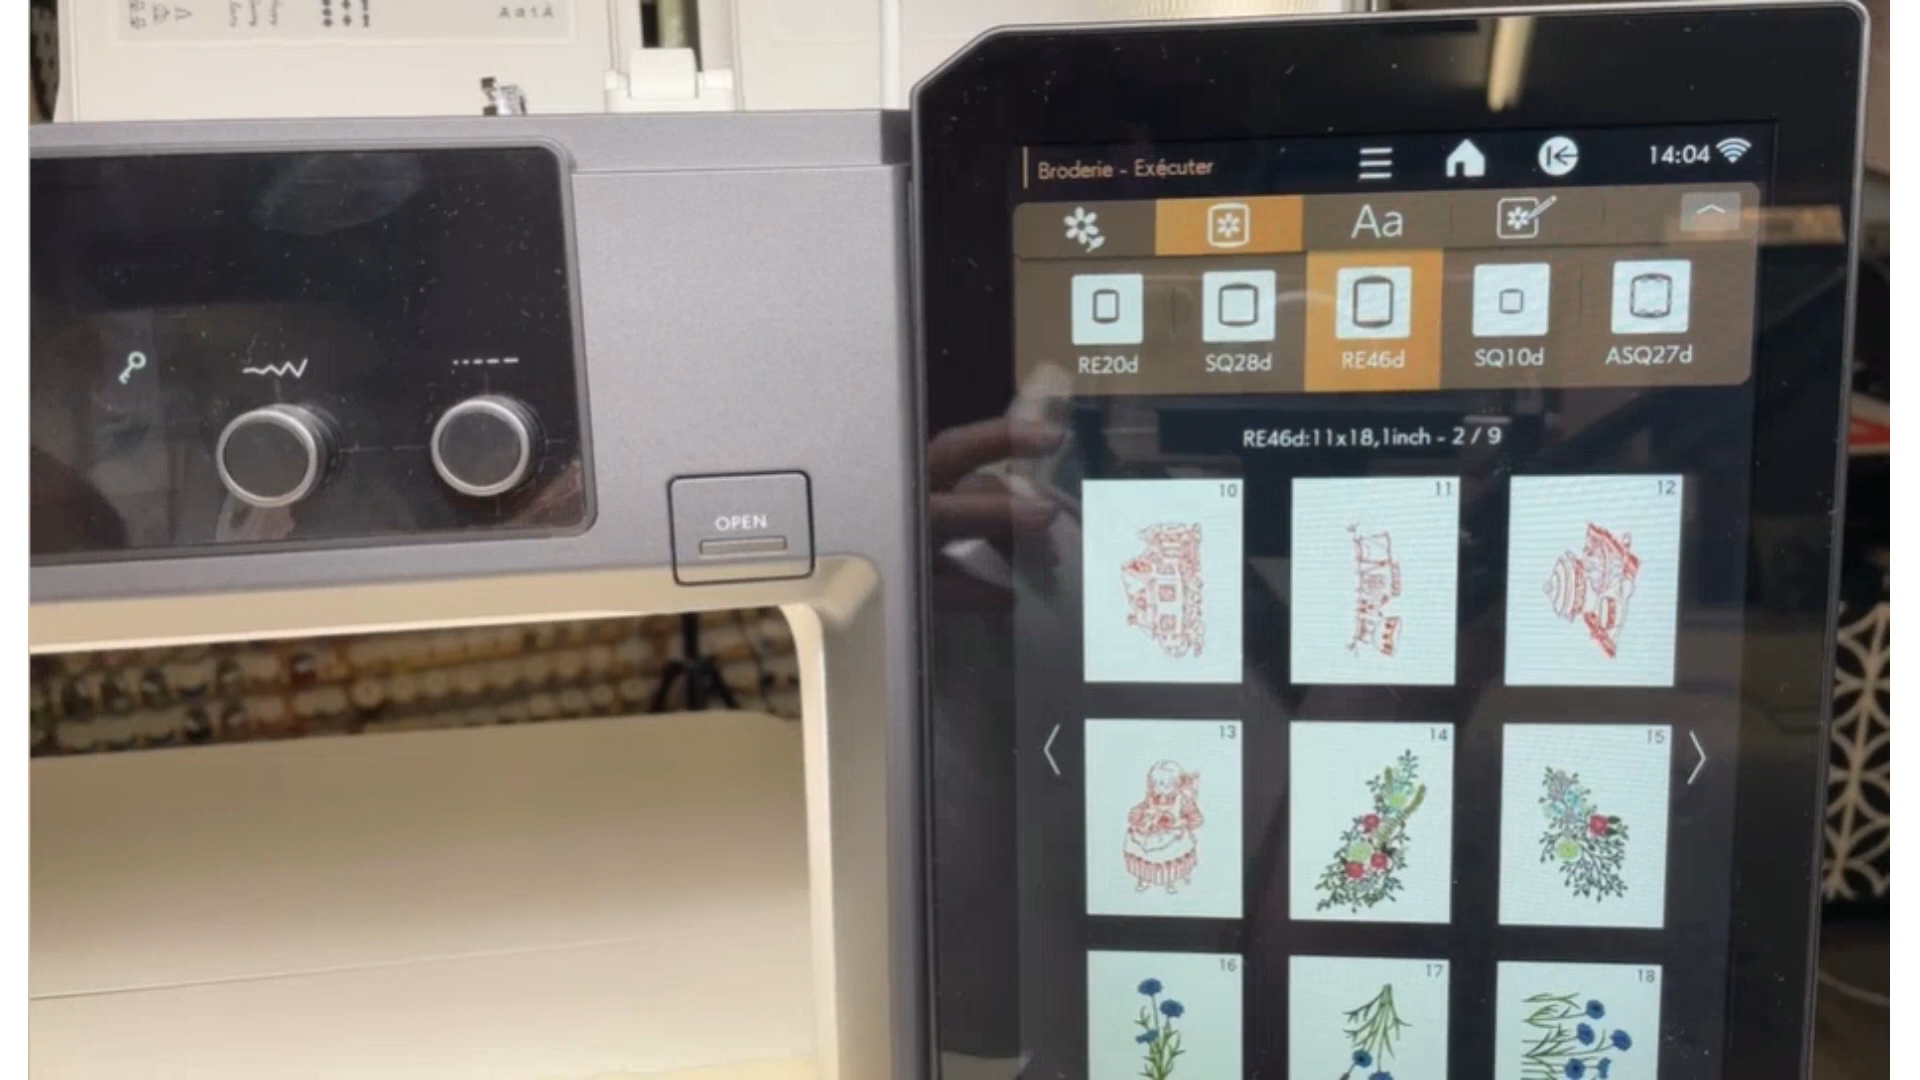 A a t A
Broderie - Exécuter
14:04
Aa
RE20d
SQ28d
RE46d
SQ10d
ASQ27d
RE46d:11x18,1inch - 2 / 9
OPEN
10
11
12
13
14
15
16
17
18